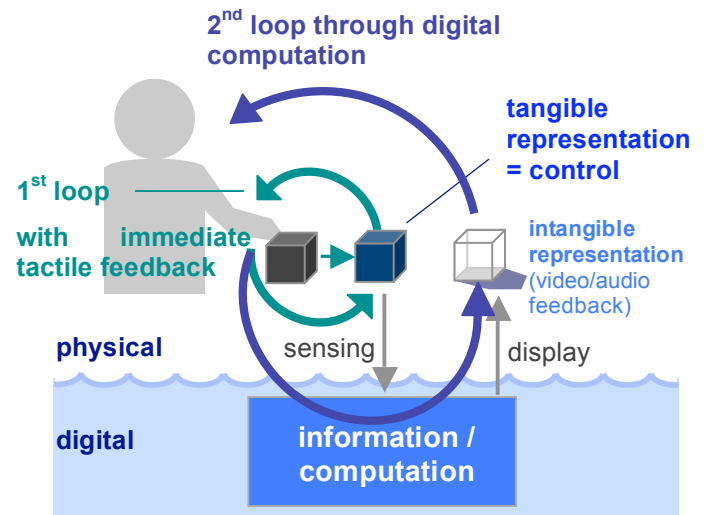 2nd loop through digital
computation
tangible
representation
= control
1st loop
with immediate
tactile feedback
intangible
representation
(video/audio
feedback)
physical
sensing
display
digital
information /
computation